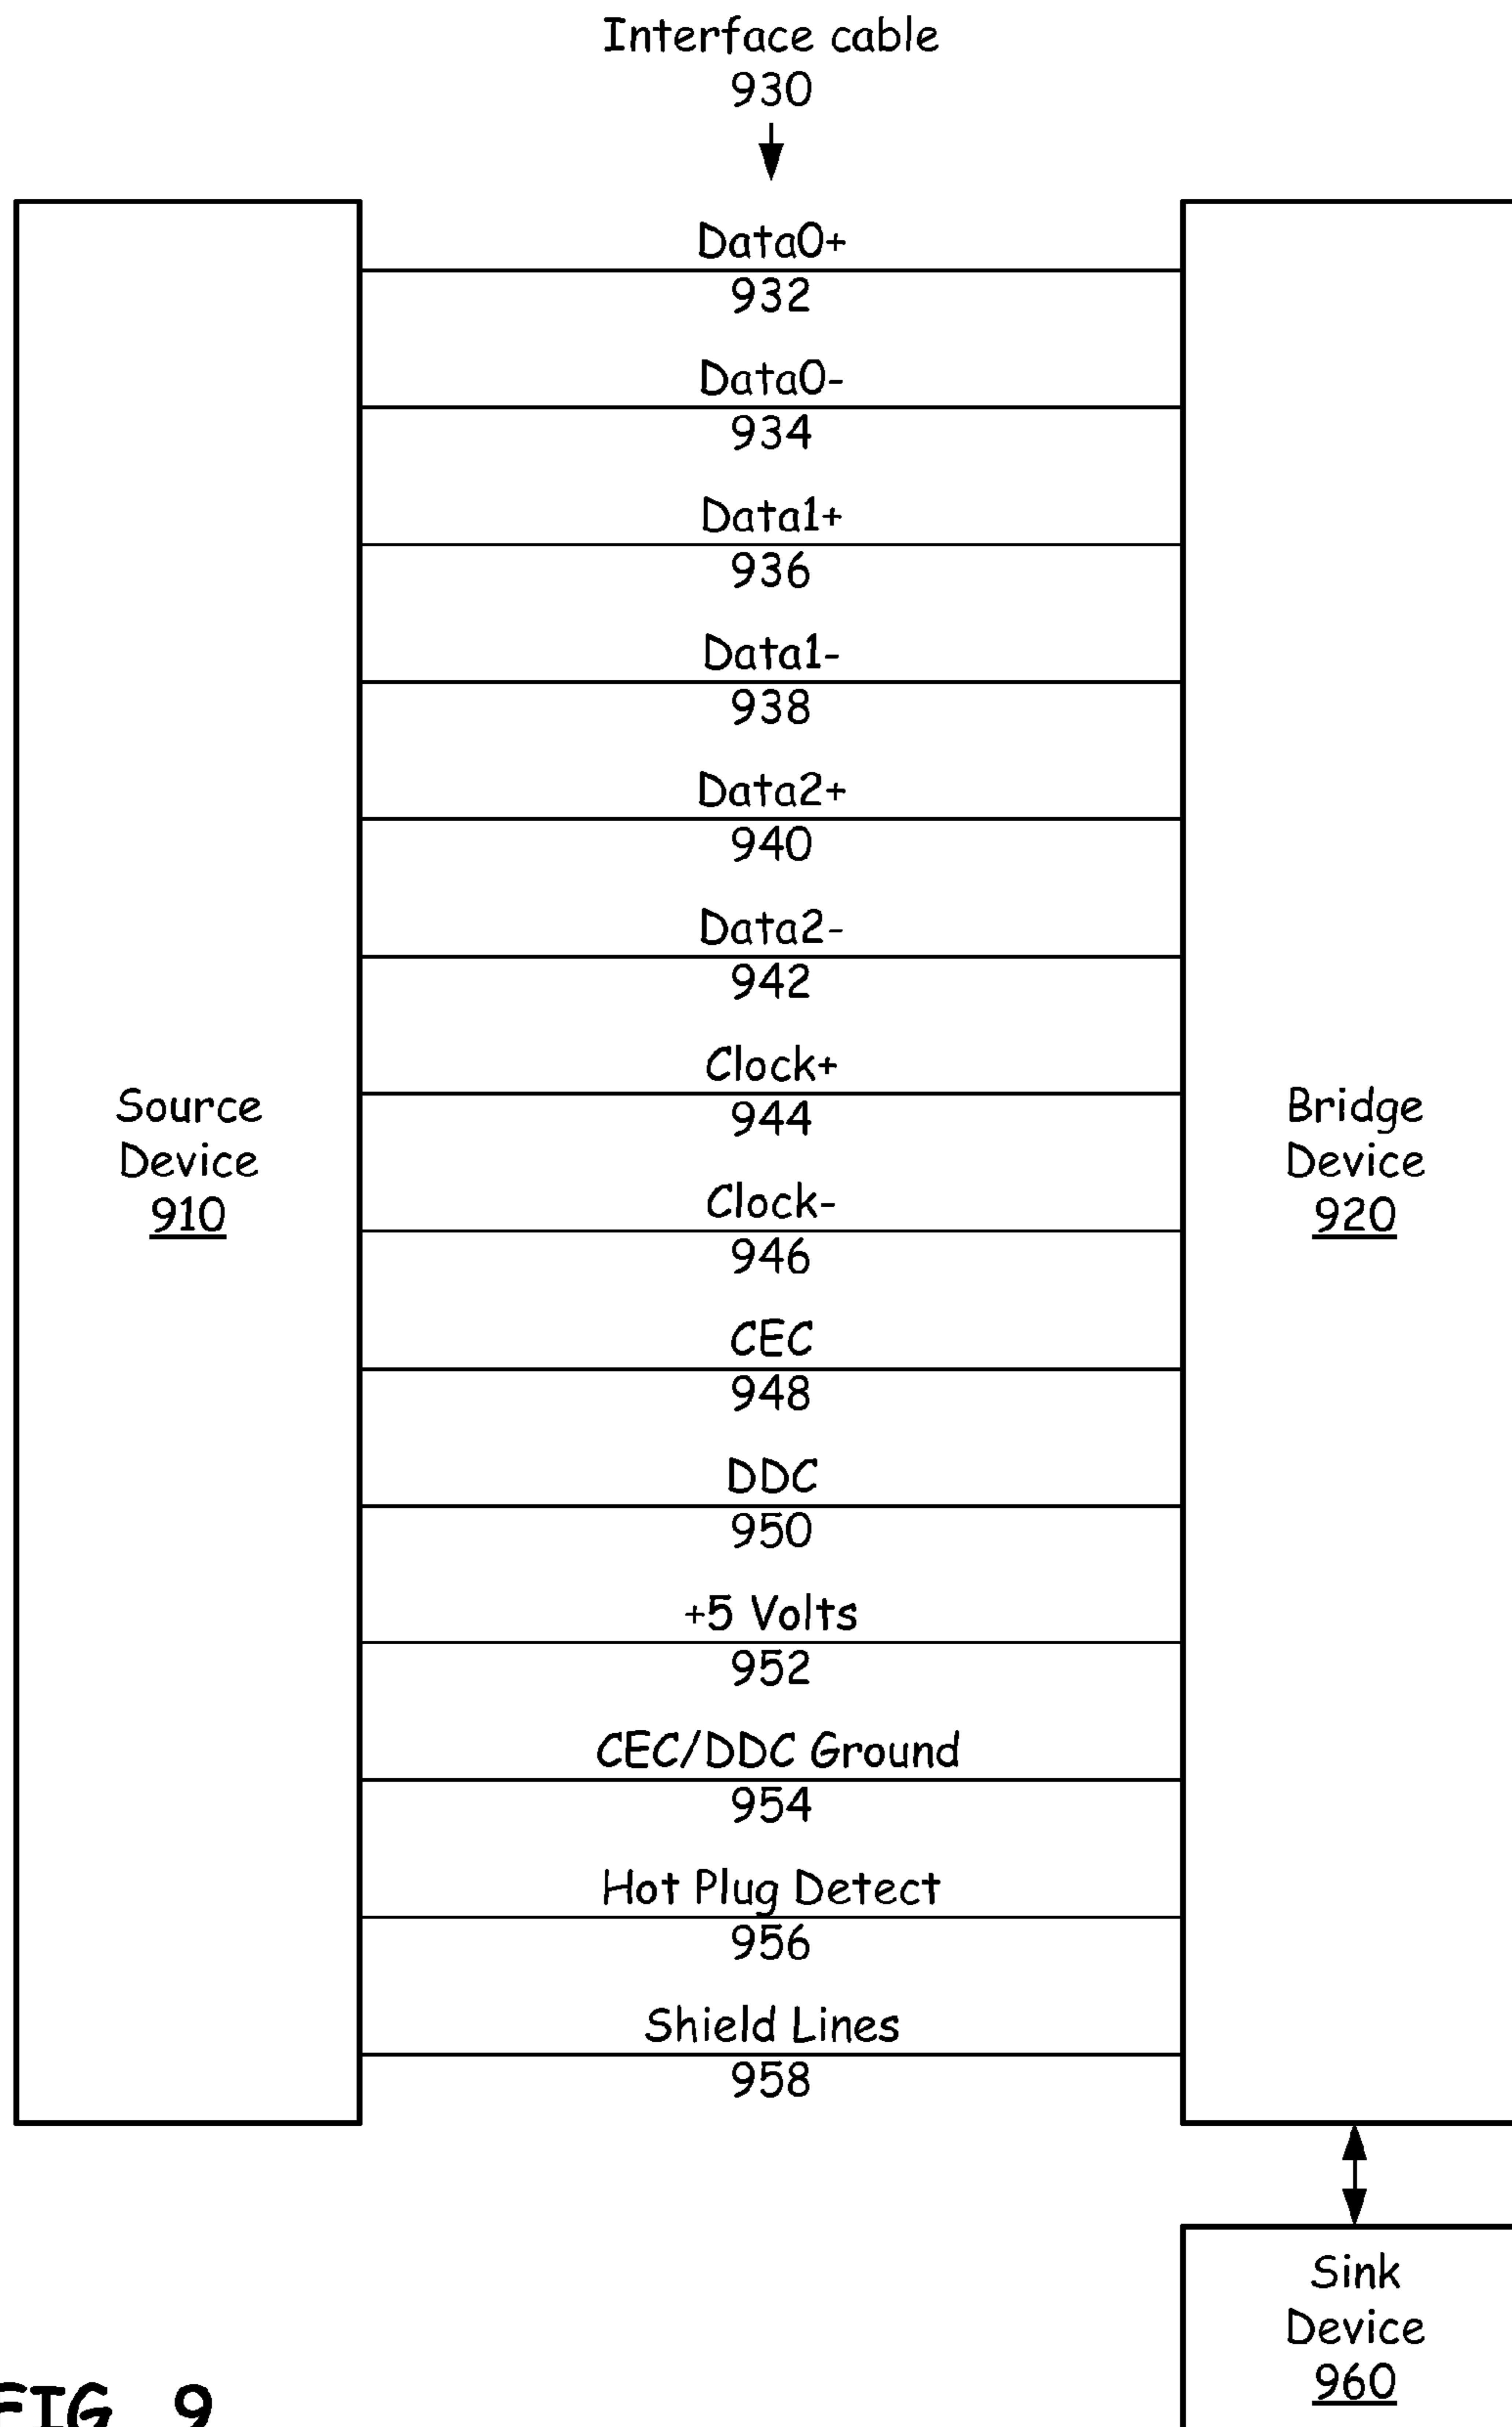 Interface cable
930
Data0+
932
Data0-
934
Data1+
936
Data1-
938
Data2+
940
Data2-
942
Clock+
944
Source
Device
910
Bridge
Device
920
Clock-
946
CEC
948
DDC
950
+5 Volts
952
CEC/DDC Ground
954
Hot Plug Detect
956
Shield Lines
958
Sink
Device
960
FIG. 9